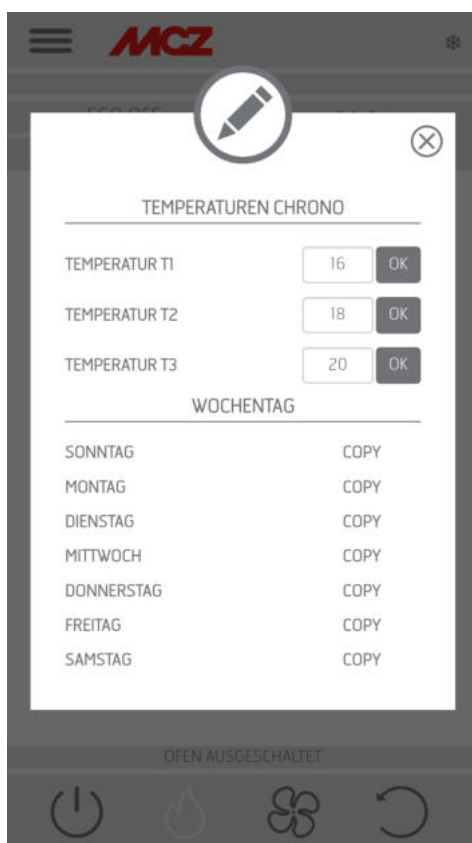 MCZ
TEMPERATUREN CHRONO
TEMPERATUR T1 16 OK
TEMPERATUR T2 18 OK
TEMPERATUR T3 20 OK
WOCHENTAG
SONNTAG COPY
MONTAG COPY
DIENSTAG COPY
MITTWOCH COPY
DONNERSTAG COPY
FREITAG COPY
SAMSTAG COPY
OFEN AUSGESCHALTET